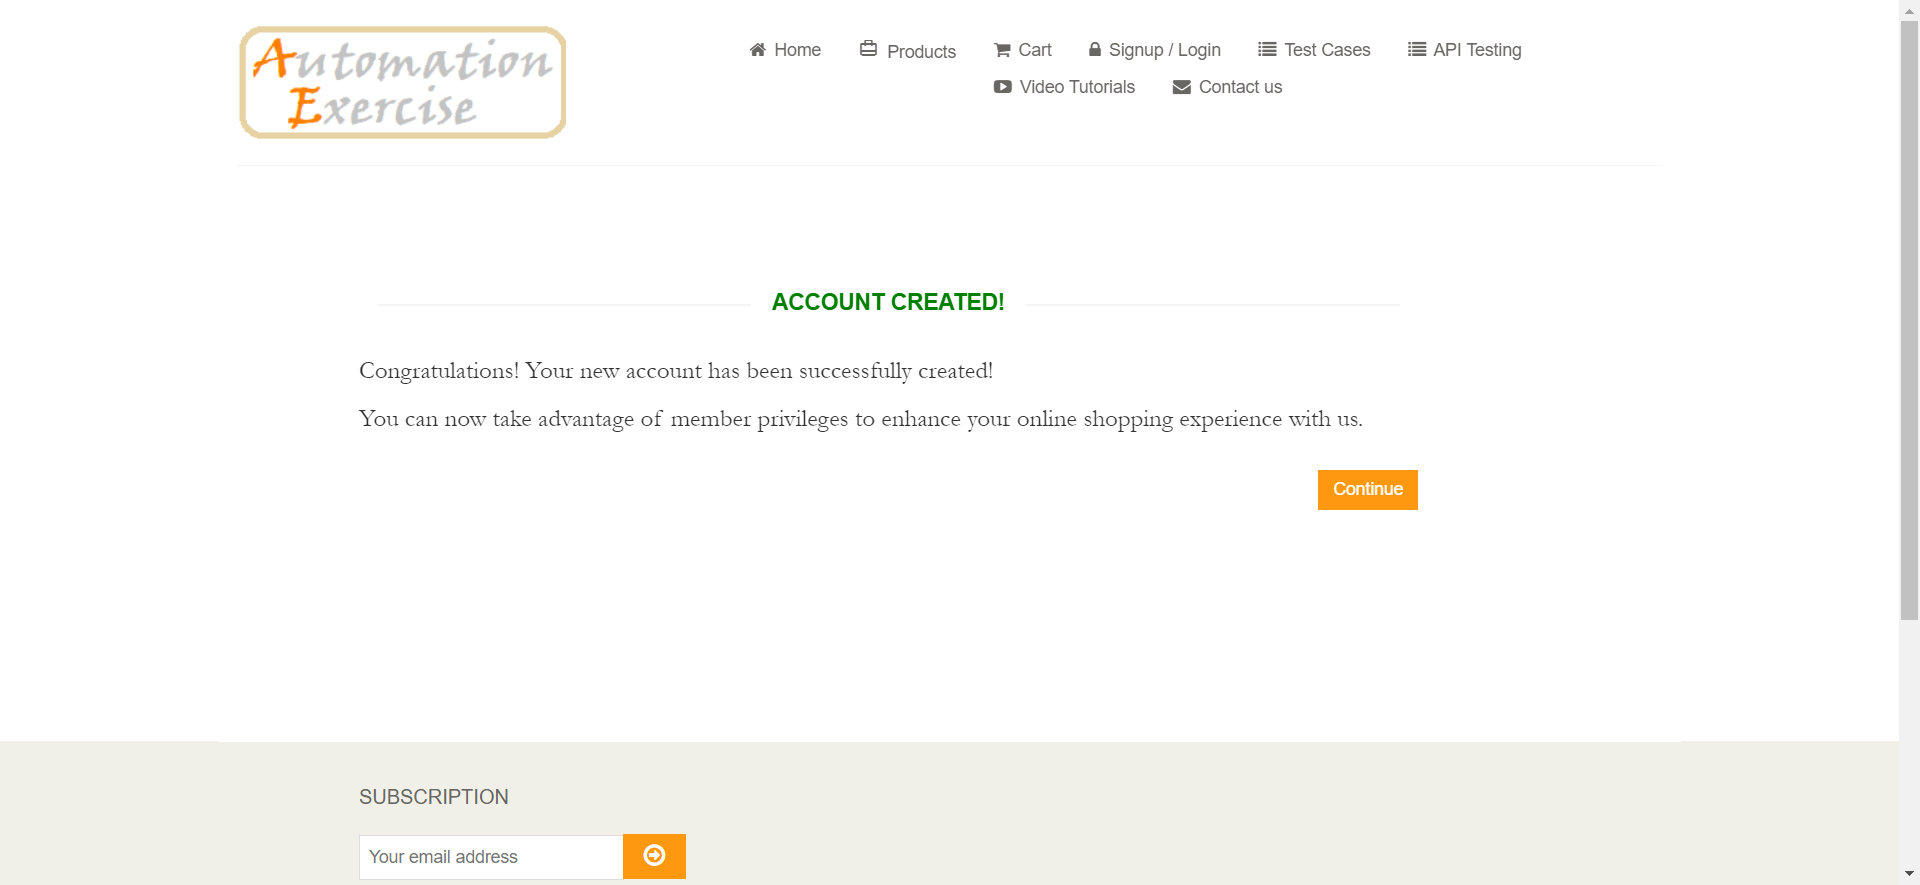 Automation
Exercise
Home
Products
Cart
Signup / Login
Test Cases
API Testing
Video Tutorials
Contact us
ACCOUNT CREATED!
Congratulations! Your new account has been successfully created!
You can now take advantage of member privileges to enhance your online shopping experience with us.
Continue
SUBSCRIPTION
Your email address